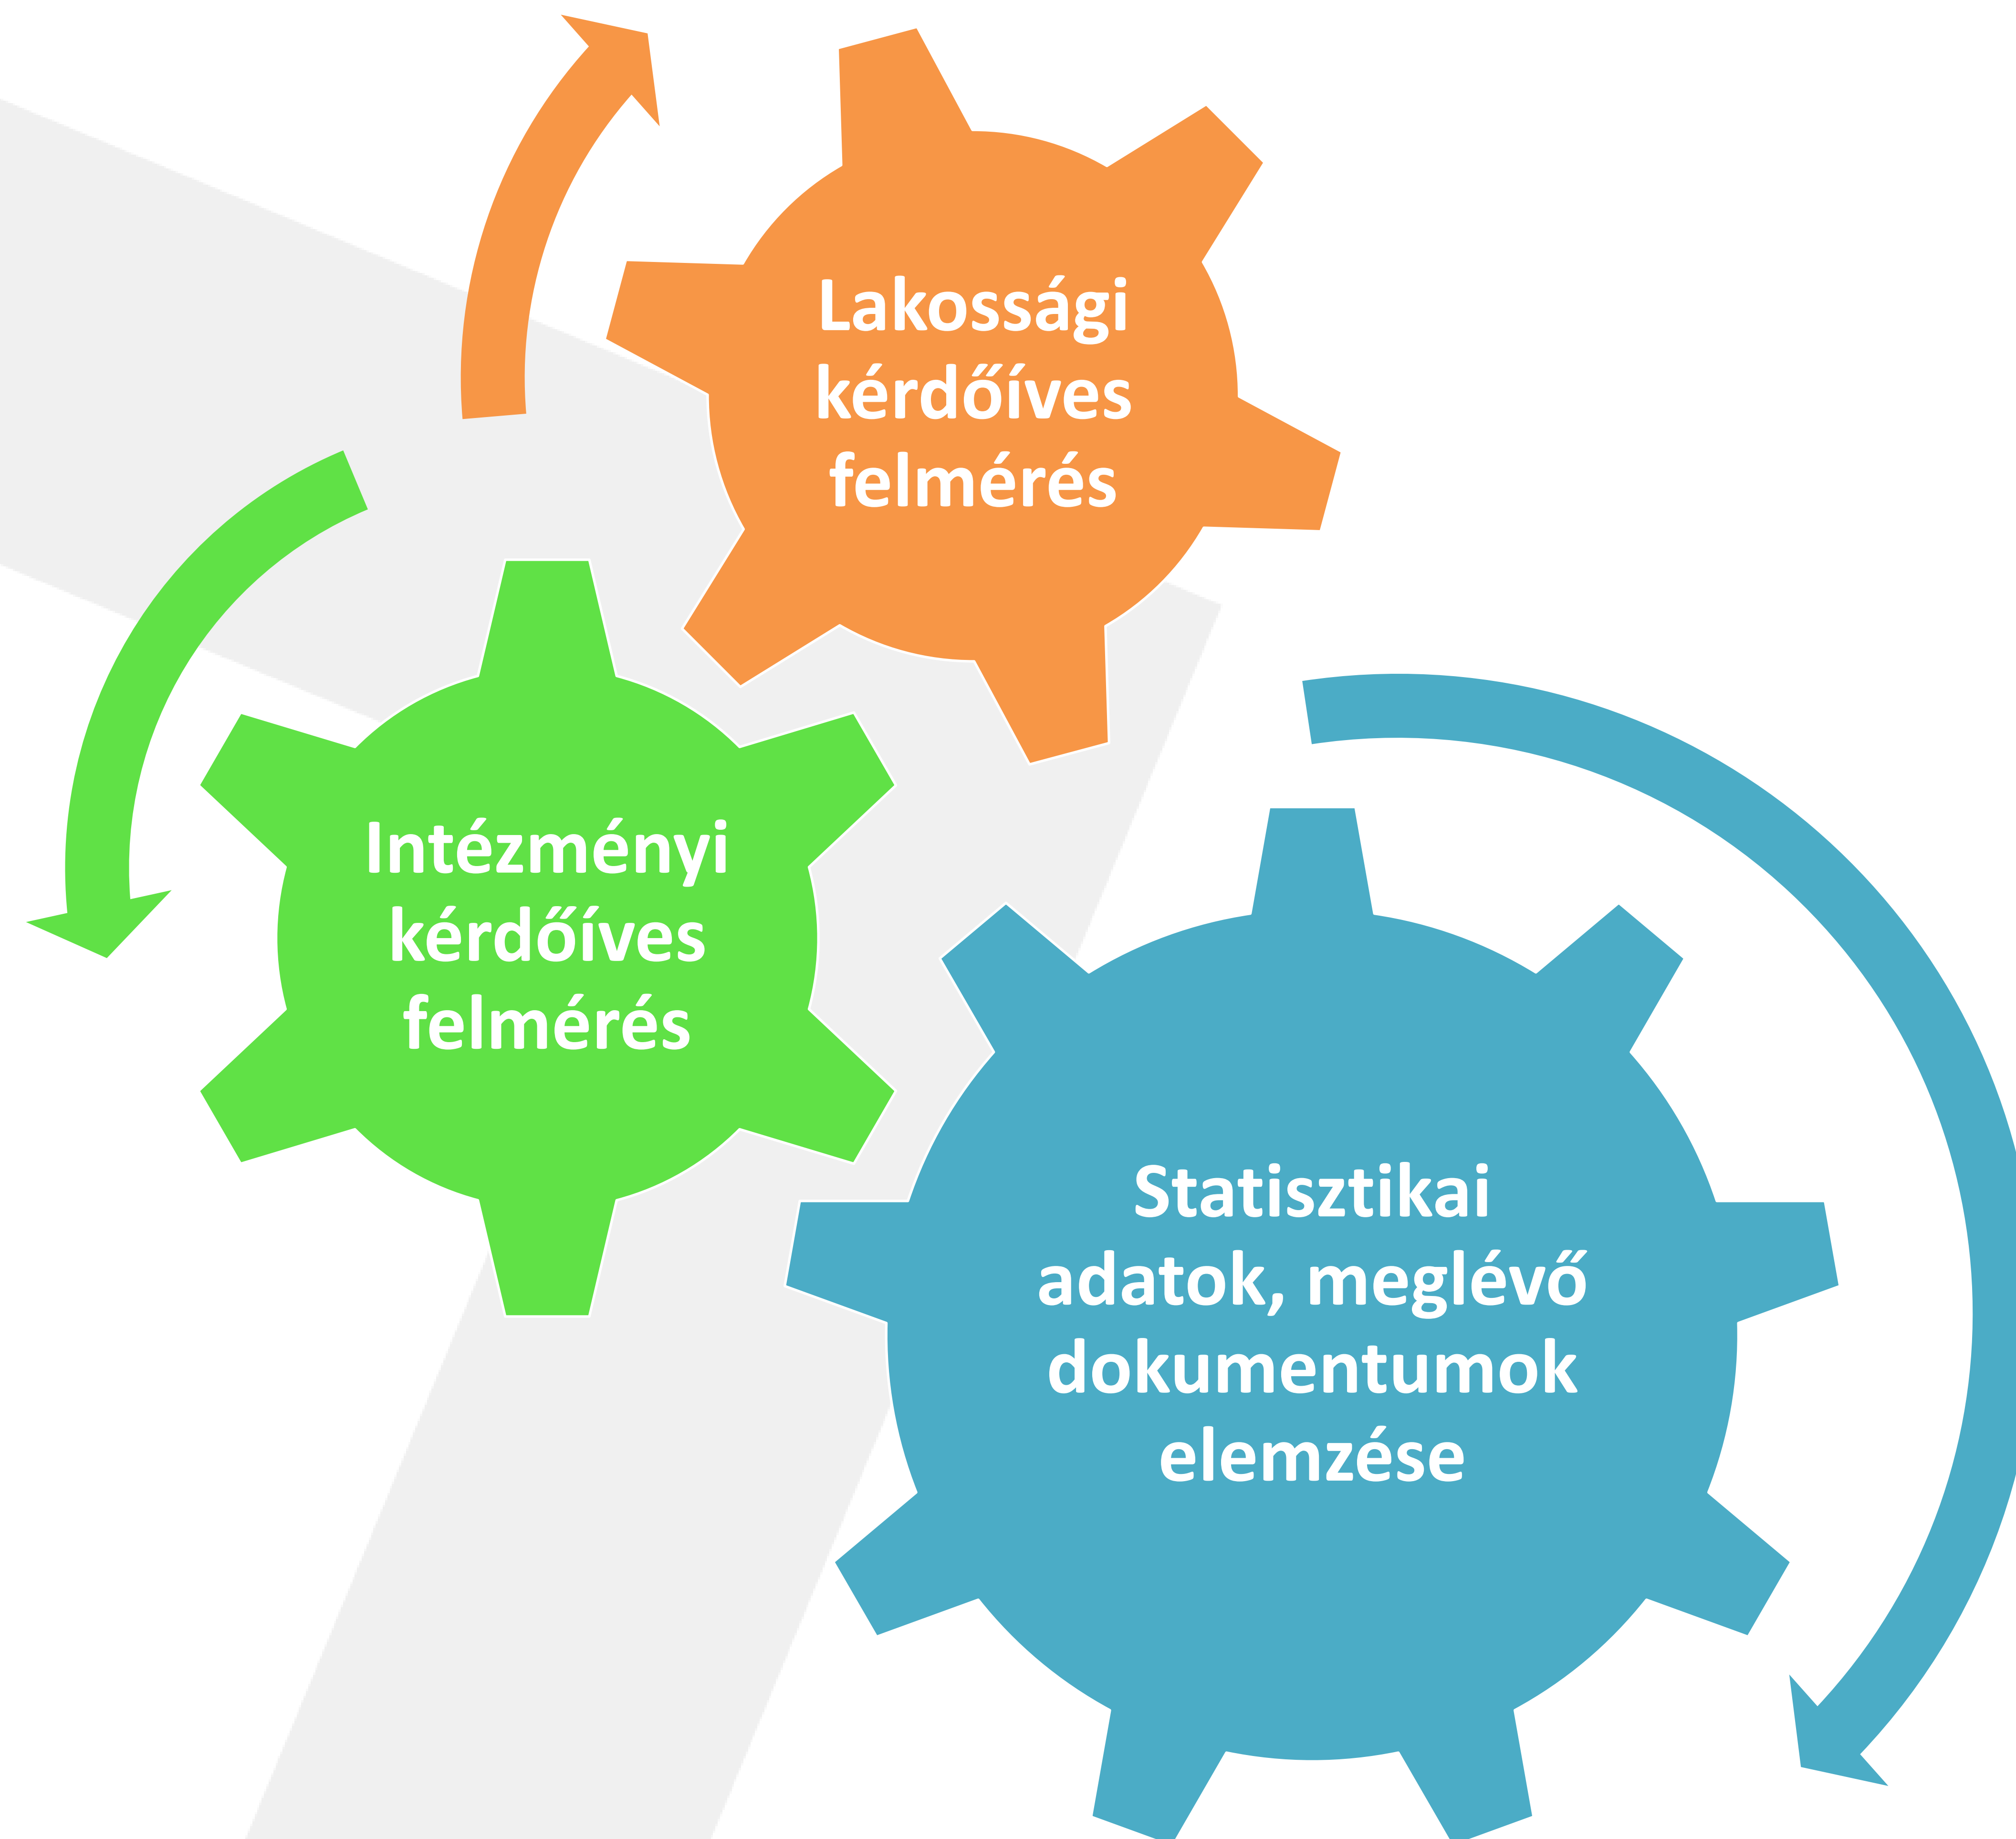 Lakossági
kérdőíves
felmérés
Intézményi
kérdőíves
felmérés
Statisztikai
adatok, meglévő
dokumentumok
elemzése